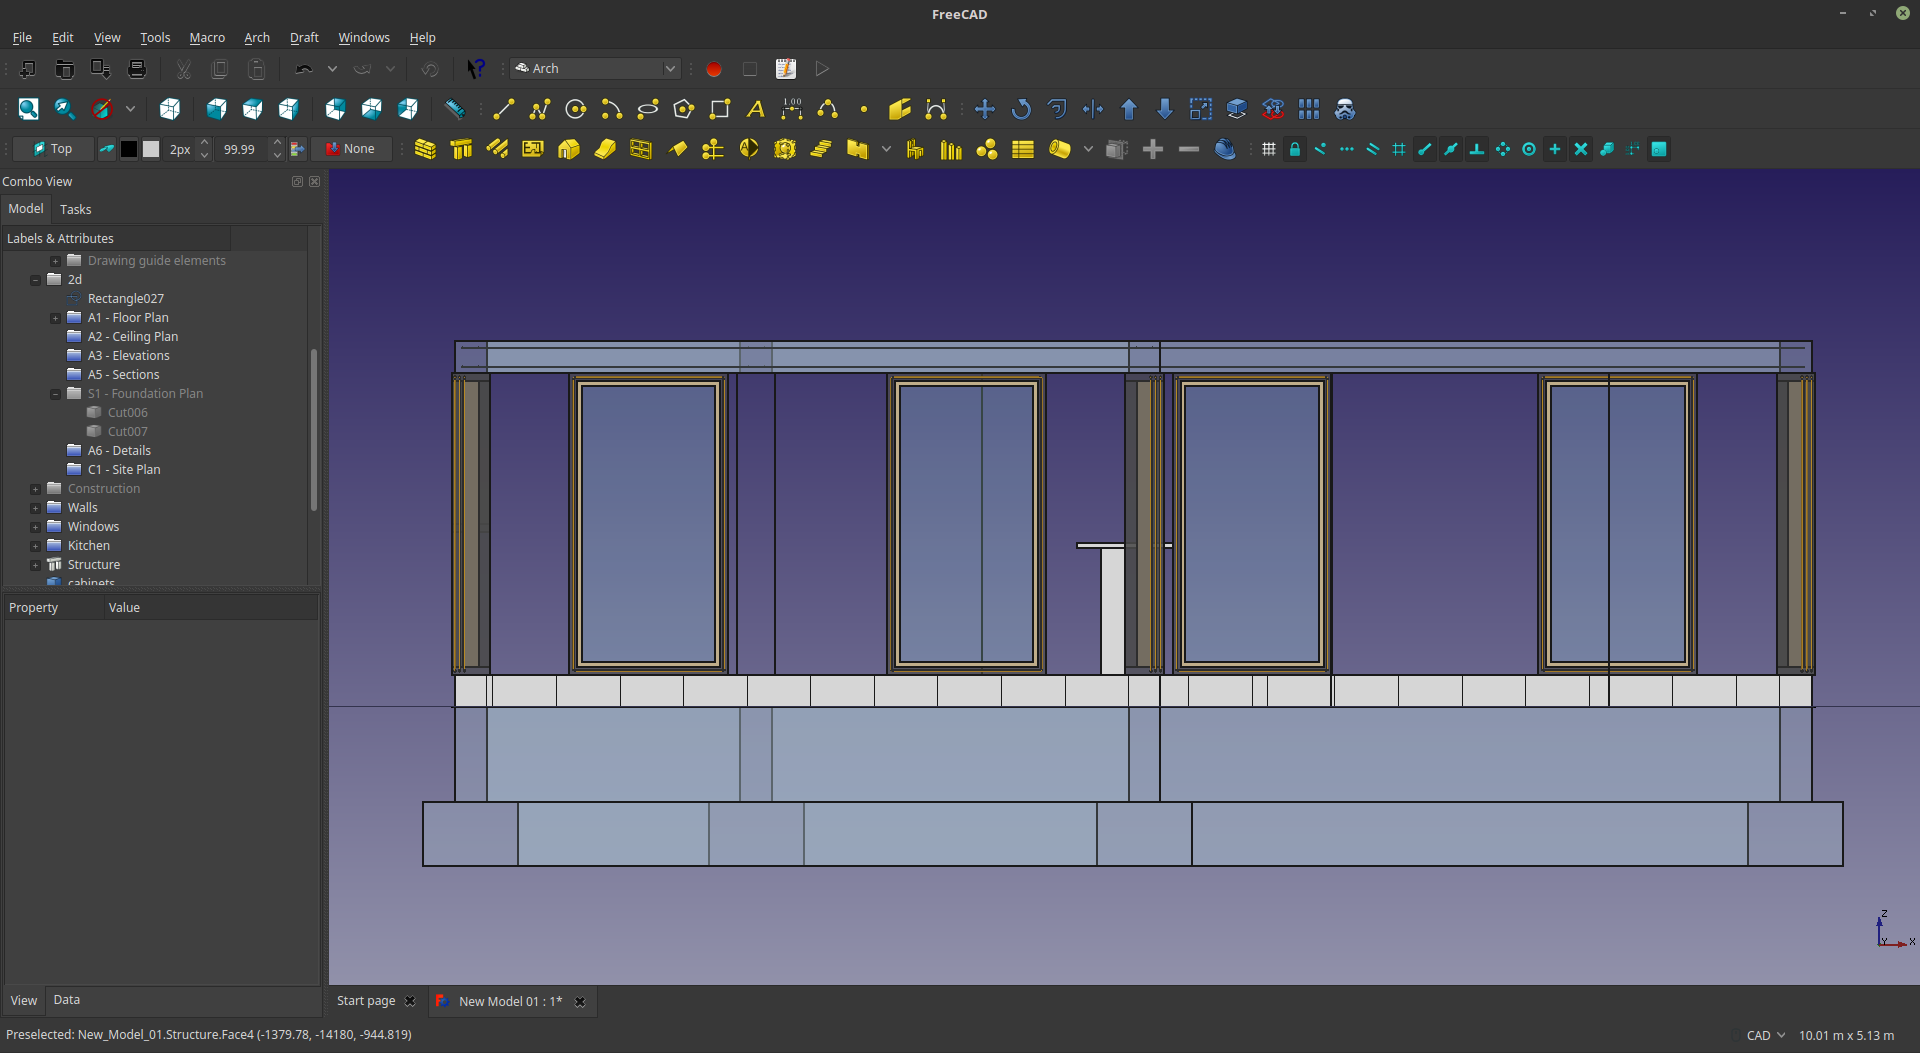 FreeCAD
File Edit View Tools Macro Arch Draft Windows Help
Arch
1.00
Top 2px 99.99 None
Combo View
Model Tasks
Labels & Attributes
Drawing guide elements
2d
Rectangle027
A1 - Floor Plan
A2 - Ceiling Plan
A3 - Elevations
A5 - Sections
S1 - Foundation Plan
Cut006
Cut007
A6 - Details
C1 - Site Plan
Construction
Walls
Windows
Kitchen
Structure
cabinets
Property Value
Z
Y X
View Data
Start page New Model 01 : 1*
Preselected: New_Model_01.Structure.Face4 (-1379.78, -14180, -944.819)
CAD 10.01 m x 5.13 m